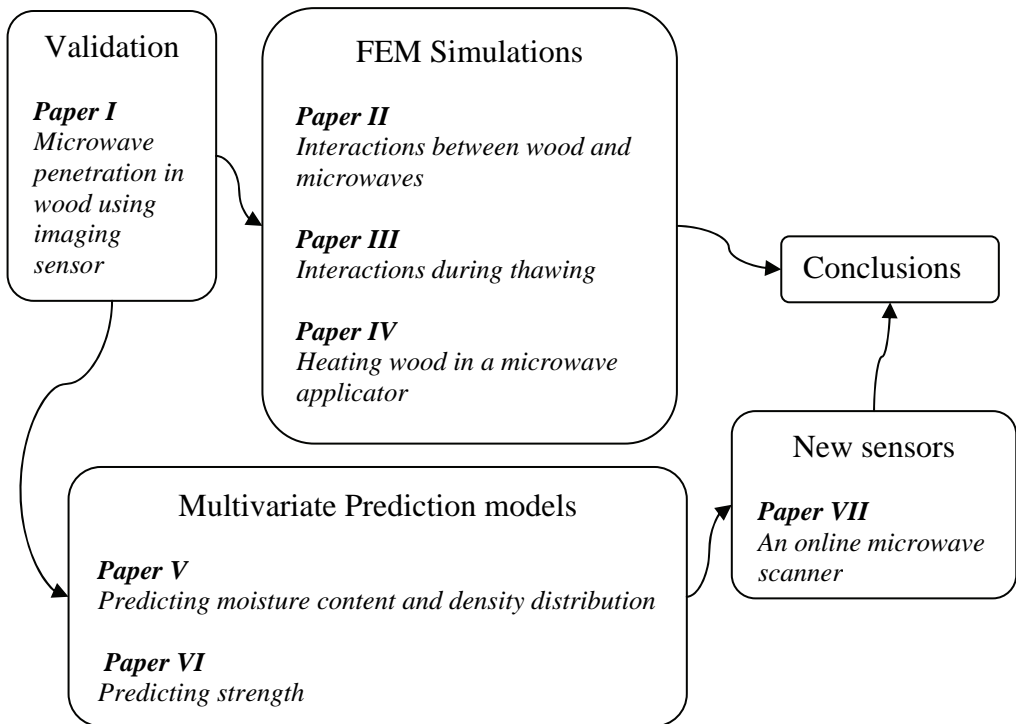 Validation
Paper I
Microwave
penetration in
wood using
imaging
sensor
FEM Simulations
Paper II
Interactions between wood and
microwaves
Paper III
Interactions during thawing
Paper IV
Heating wood in a microwave
applicator
Conclusions
Multivariate Prediction models
Paper V
Predicting moisture content and density distribution
Paper VI
Predicting strength
New sensors
Paper VII
An online microwave
scanner